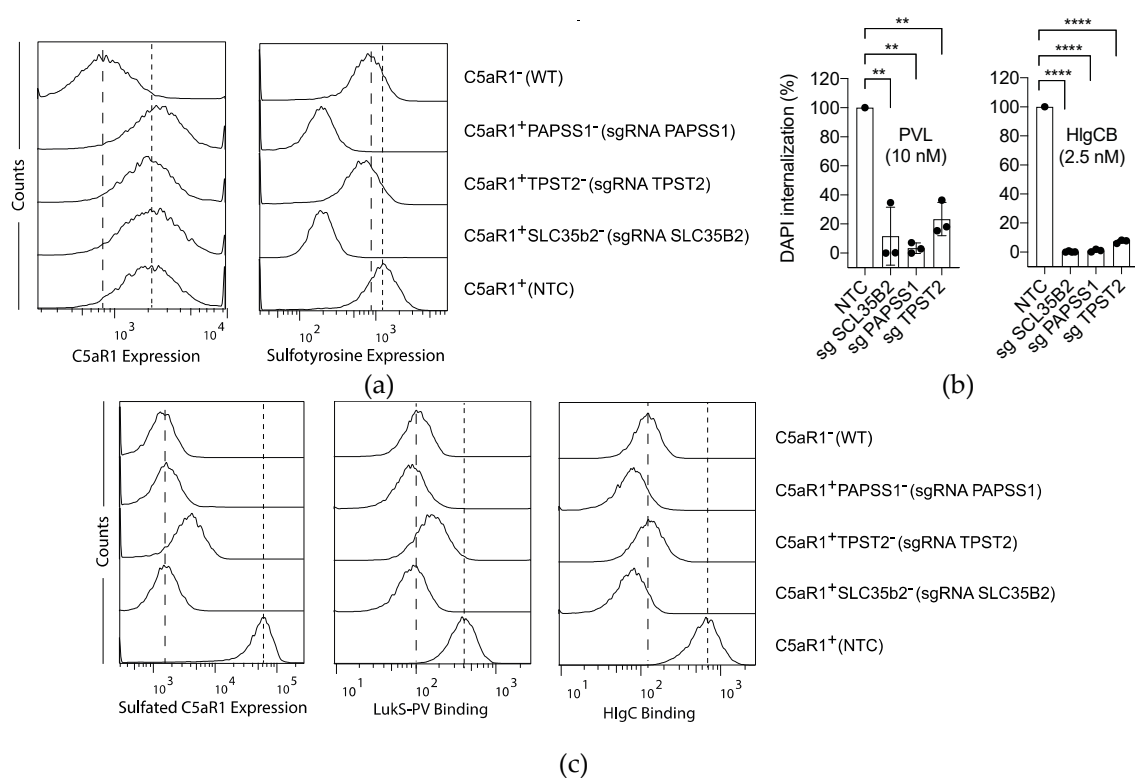 Counts
C5aR1⁻(WT)
C5aR1⁺PAPSS1⁻(sgRNA PAPSS1)
C5aR1⁺TPST2⁻(sgRNA TPST2)
C5aR1⁺SLC35b2⁻(sgRNA SLC35B2)
C5aR1⁺(NTC)
10³ 10⁴
C5aR1 Expression
10² 10³
Sulfotyrosine Expression
(a)
DAPI internalization (%)
120
100
80
60
40
20
0
**
**
**
PVL
(10 nM)
NTC
sg SCL35B2
sg PAPSS1
sg TPST2
120
100
80
60
40
20
0
****
****
****
HlgCB
(2.5 nM)
NTC
sg SCL35B2
sg PAPSS1
sg TPST2
(b)
Counts
C5aR1⁻(WT)
C5aR1⁺PAPSS1⁻(sgRNA PAPSS1)
C5aR1⁺TPST2⁻(sgRNA TPST2)
C5aR1⁺SLC35b2⁻(sgRNA SLC35B2)
C5aR1⁺(NTC)
10³ 10⁴ 10⁵
Sulfated C5aR1 Expression
10¹ 10² 10³
LukS-PV Binding
10¹ 10² 10³
HlgC Binding
(c)